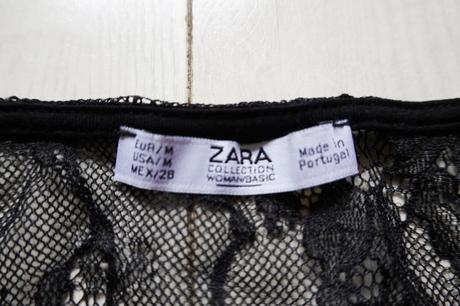 EUR/M
USA/M
MEX/28
ZARA
COLLECTION
WOMAN/BASIC
Made in
Portugal